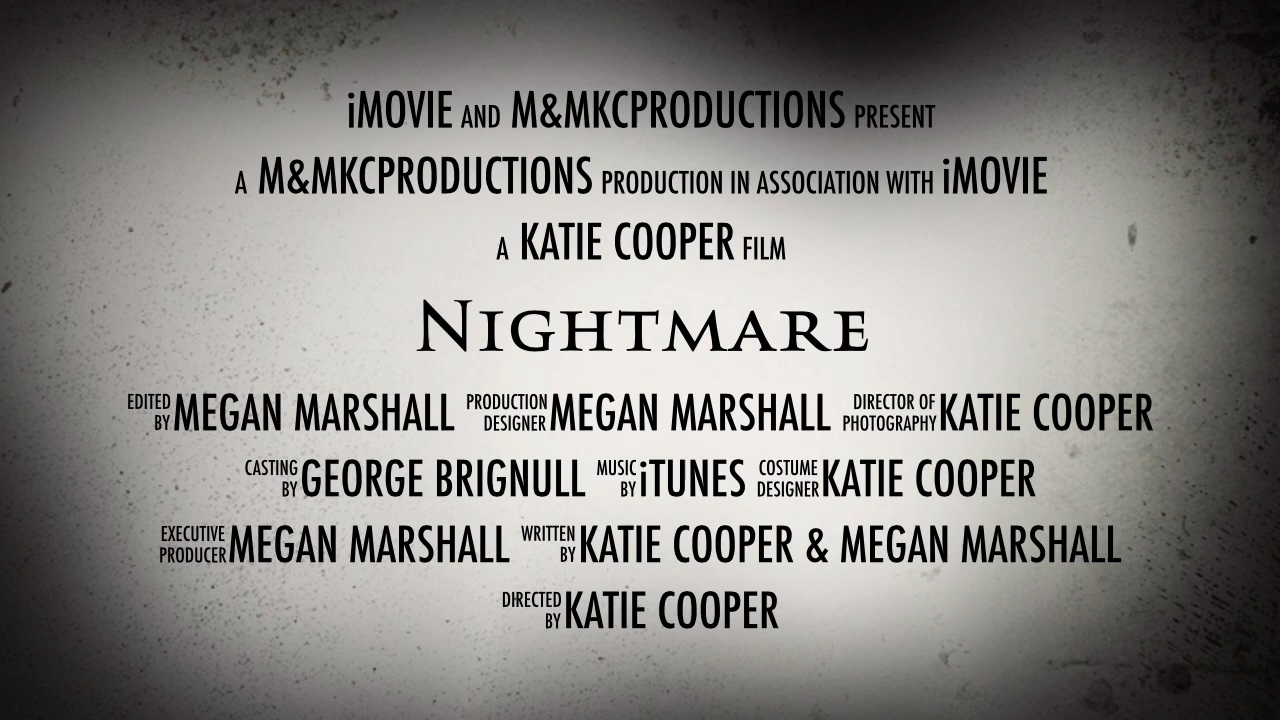 iMOVIE AND M&MKCPRODUCTIONS PRESENT
A M&MKCPRODUCTIONS PRODUCTION IN ASSOCIATION WITH iMOVIE
A KATIE COOPER FILM
NIGHTMARE
EDITED BY MEGAN MARSHALL PRODUCTION DESIGNER MEGAN MARSHALL DIRECTOR OF PHOTOGRAPHY KATIE COOPER
CASTING BY GEORGE BRIGNULL MUSIC BY iTUNES COSTUME DESIGNER KATIE COOPER
EXECUTIVE PRODUCER MEGAN MARSHALL WRITTEN BY KATIE COOPER & MEGAN MARSHALL
DIRECTED BY KATIE COOPER